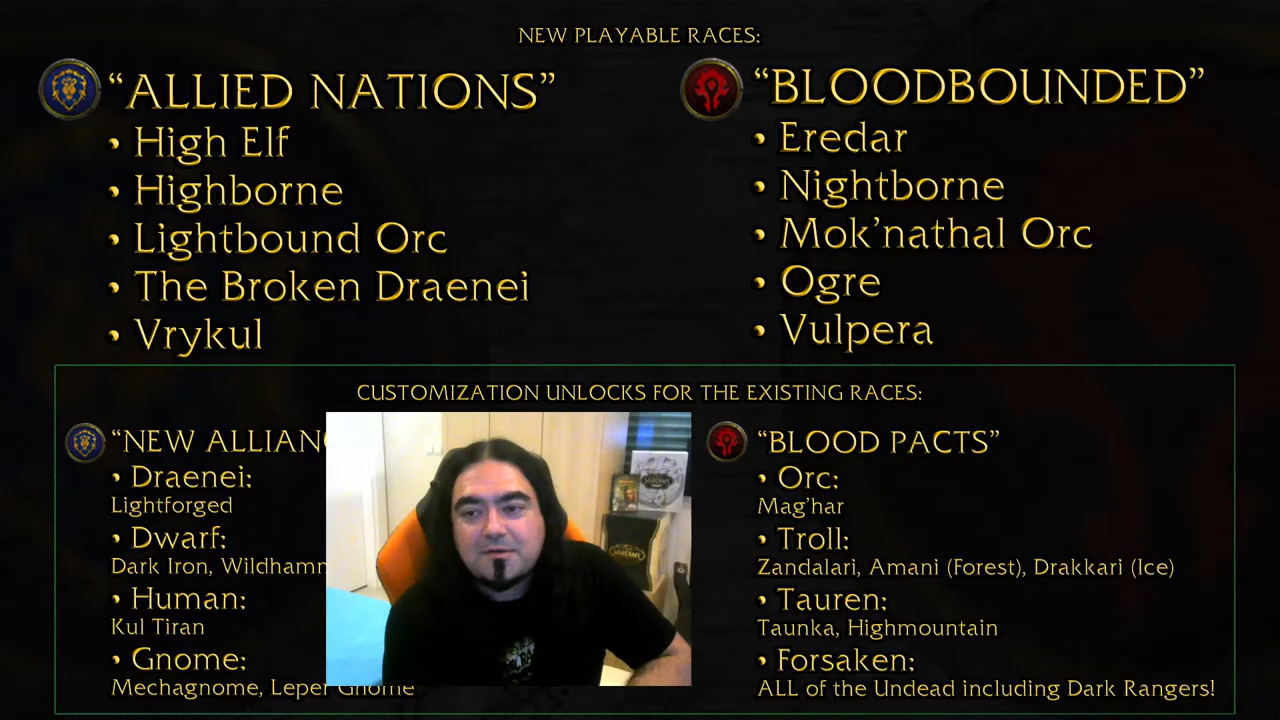 NEW PLAYABLE RACES:
“ALLIED NATIONS”
• High Elf
• Highborne
• Lightbound Orc
• The Broken Draenei
• Vrykul
“BLOODBOUNDED”
• Eredar
• Nightborne
• Mok’nathal Orc
• Ogre
• Vulpera
CUSTOMIZATION UNLOCKS FOR THE EXISTING RACES:
“NEW ALLIAN
• Draenei:
Lightforged
• Dwarf:
Dark Iron, Wildhamm
• Human:
Kul Tiran
• Gnome:
Mechagnome, Leper Gnome
“BLOOD PACTS”
• Orc:
Mag’har
• Troll:
Zandalari, Amani (Forest), Drakkari (Ice)
• Tauren:
Taunka, Highmountain
• Forsaken:
ALL of the Undead including Dark Rangers!